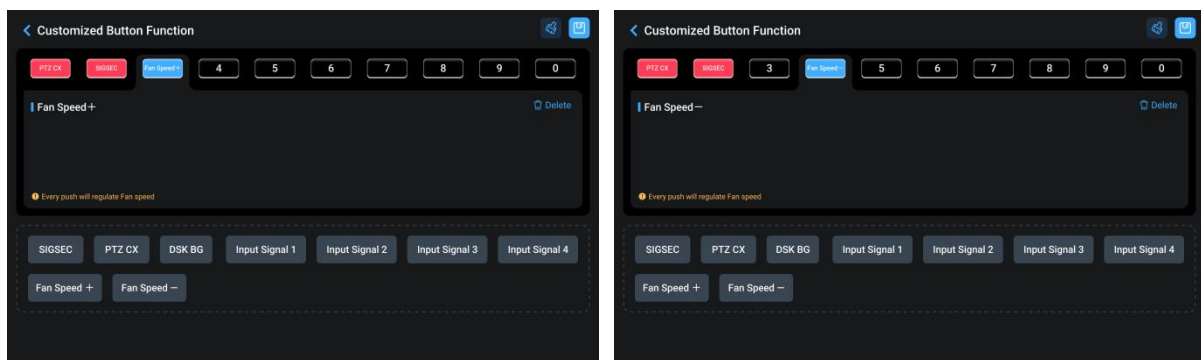 Customized Button Function
PTZ CX SIGSEC Fan Speed+ 4 5 6 7 8 9 0
Fan Speed+ Delete
Every push will regulate Fan speed
SIGSEC PTZ CX DSK BG Input Signal 1 Input Signal 2 Input Signal 3 Input Signal 4
Fan Speed + Fan Speed —
Customized Button Function
PTZ CX SIGSEC 3 Fan Speed— 5 6 7 8 9 0
Fan Speed— Delete
Every push will regulate Fan speed
SIGSEC PTZ CX DSK BG Input Signal 1 Input Signal 2 Input Signal 3 Input Signal 4
Fan Speed + Fan Speed —